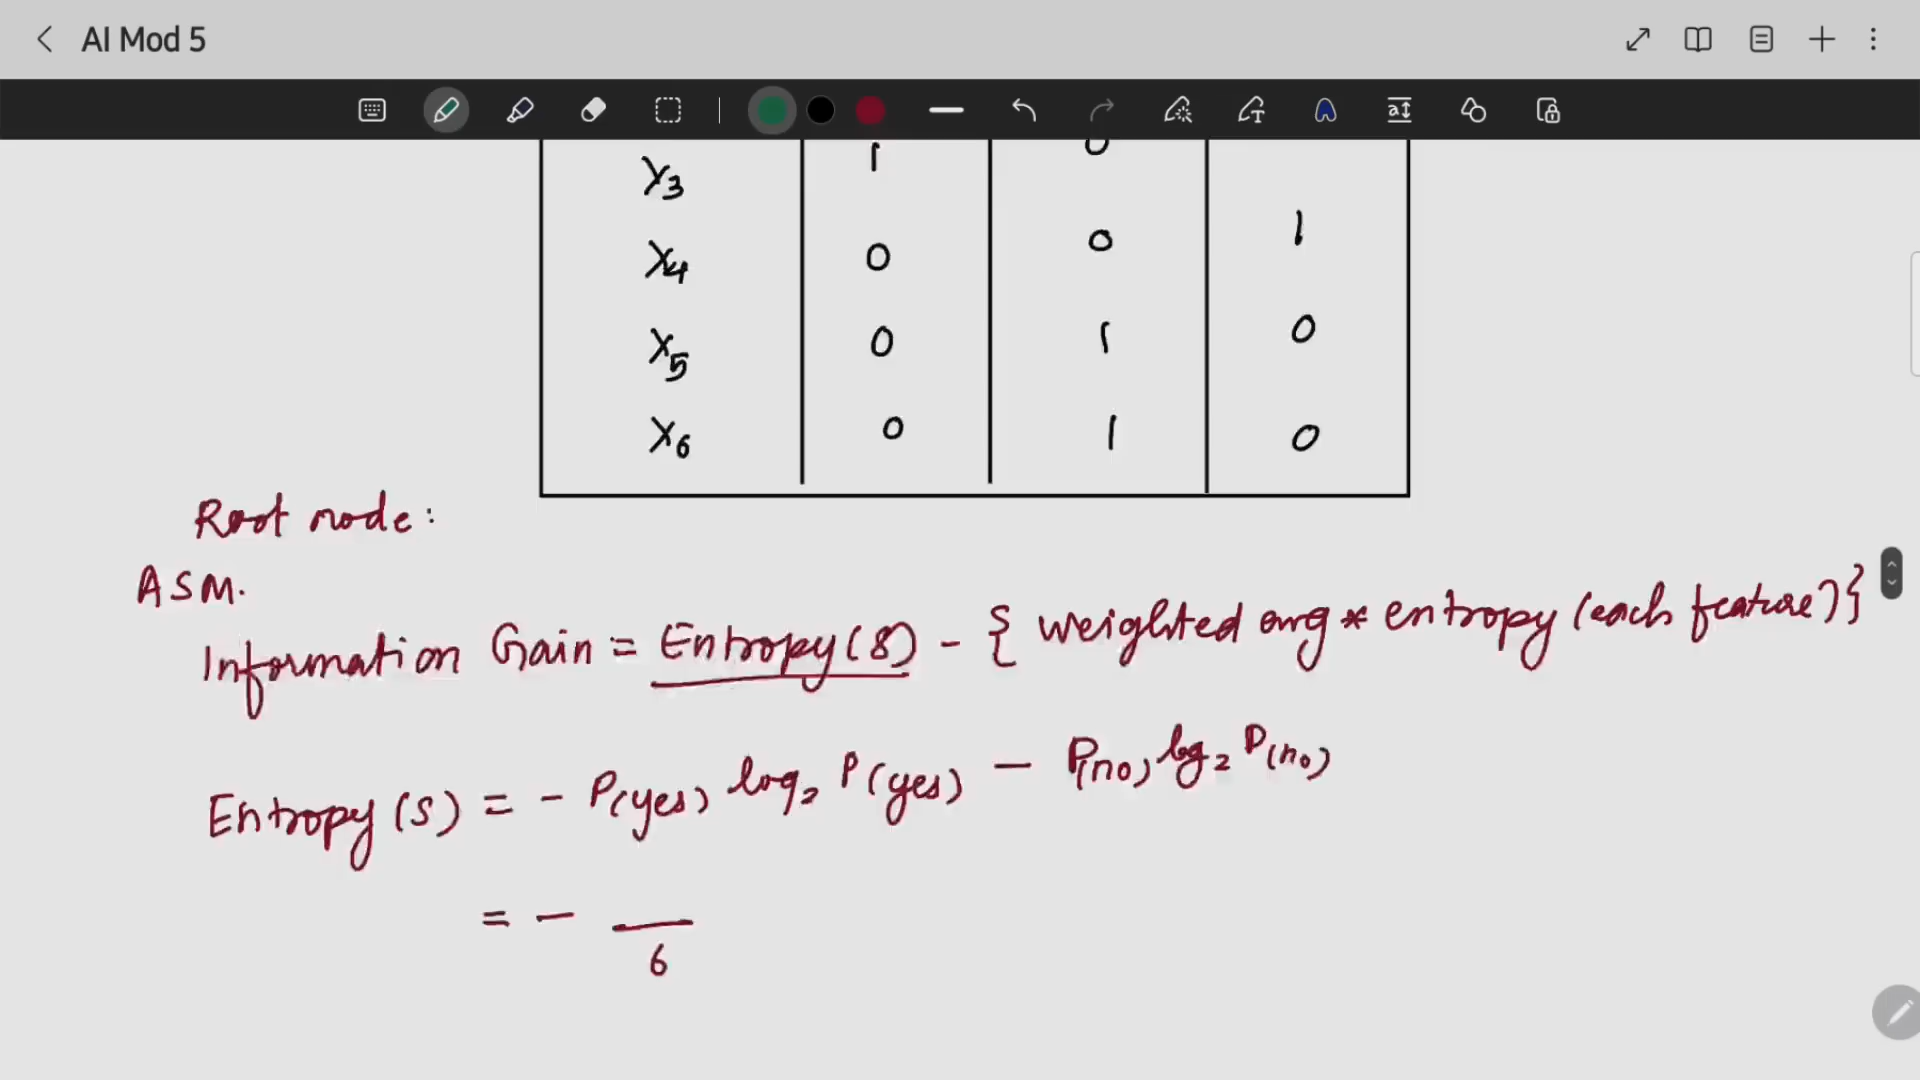 AI Mod 5
X3 1 0
X4 0 0 1
X5 0 1 0
X6 0 1 0
Root node:
ASM.
Information Gain = Entropy(S) - { weighted avg * entropy (each feature) }
Entropy (S) = - P(yes) log2 P(yes) - P(no) log2 P(no)
= - 
6